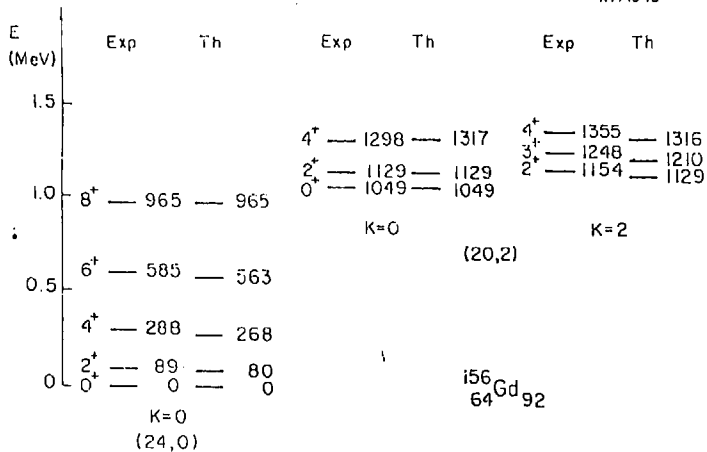 E
(MeV)
Exp Th Exp Th Exp Th
1.5
1.0
0.5
0
8+ 965 965
6+ 585 563
4+ 288 268
2+ 89 80
0+ 0 0
K=0
(24,0)
4+ 1298 1317
2+ 1129 1129
0+ 1049 1049
K=0
4+ 1355 1316
3+ 1248 1210
2+ 1154 1129
K=2
(20,2)
156
64Gd92